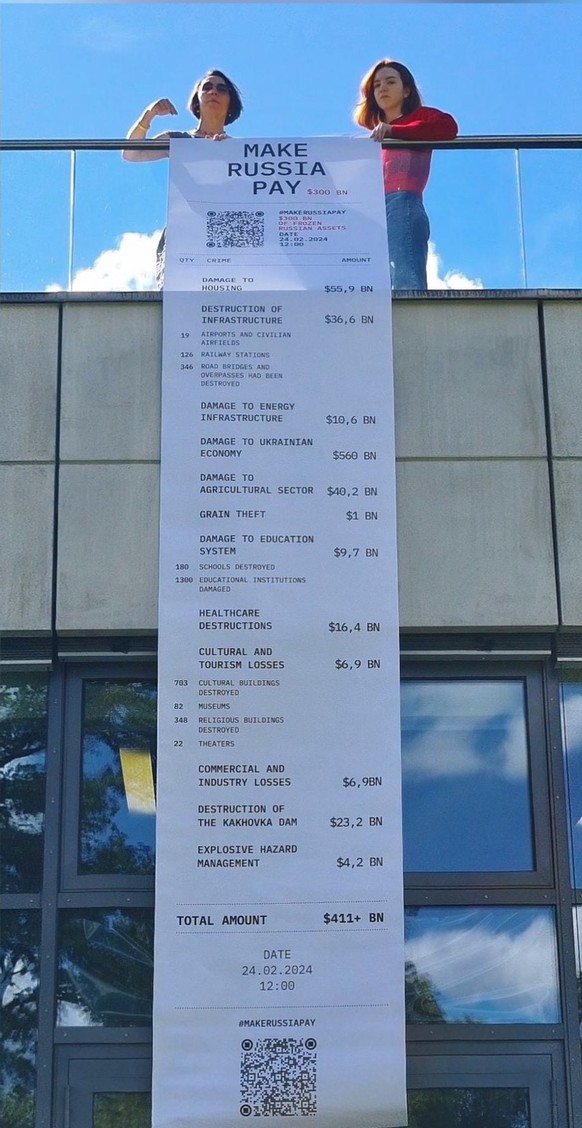 MAKE
RUSSIA
PAY $300 BN
#MAKERUSSIAPAY
$300 BN
OF FROZEN
RUSSIAN ASSETS
DATE
24.02.2024
12:00
QTY CRIME AMOUNT
DAMAGE TO
HOUSING $55,9 BN
DESTRUCTION OF
INFRASTRUCTURE $36,6 BN
19 AIRPORTS AND CIVILIAN
AIRFIELDS
126 RAILWAY STATIONS
346 ROAD BRIDGES AND
OVERPASSES HAD BEEN
DESTROYED
DAMAGE TO ENERGY
INFRASTRUCTURE $10,6 BN
DAMAGE TO UKRAINIAN
ECONOMY $560 BN
DAMAGE TO
AGRICULTURAL SECTOR $40,2 BN
GRAIN THEFT $1 BN
DAMAGE TO EDUCATION
SYSTEM $9,7 BN
180 SCHOOLS DESTROYED
1300 EDUCATIONAL INSTITUTIONS
DAMAGED
HEALTHCARE
DESTRUCTIONS $16,4 BN
CULTURAL AND
TOURISM LOSSES $6,9 BN
703 CULTURAL BUILDINGS
DESTROYED
82 MUSEUMS
348 RELIGIOUS BUILDINGS
DESTROYED
22 THEATERS
COMMERCIAL AND
INDUSTRY LOSSES $6,9BN
DESTRUCTION OF
THE KAKHOVKA DAM $23,2 BN
EXPLOSIVE HAZARD
MANAGEMENT $4,2 BN
TOTAL AMOUNT $411+ BN
DATE
24.02.2024
12:00
#MAKERUSSIAPAY